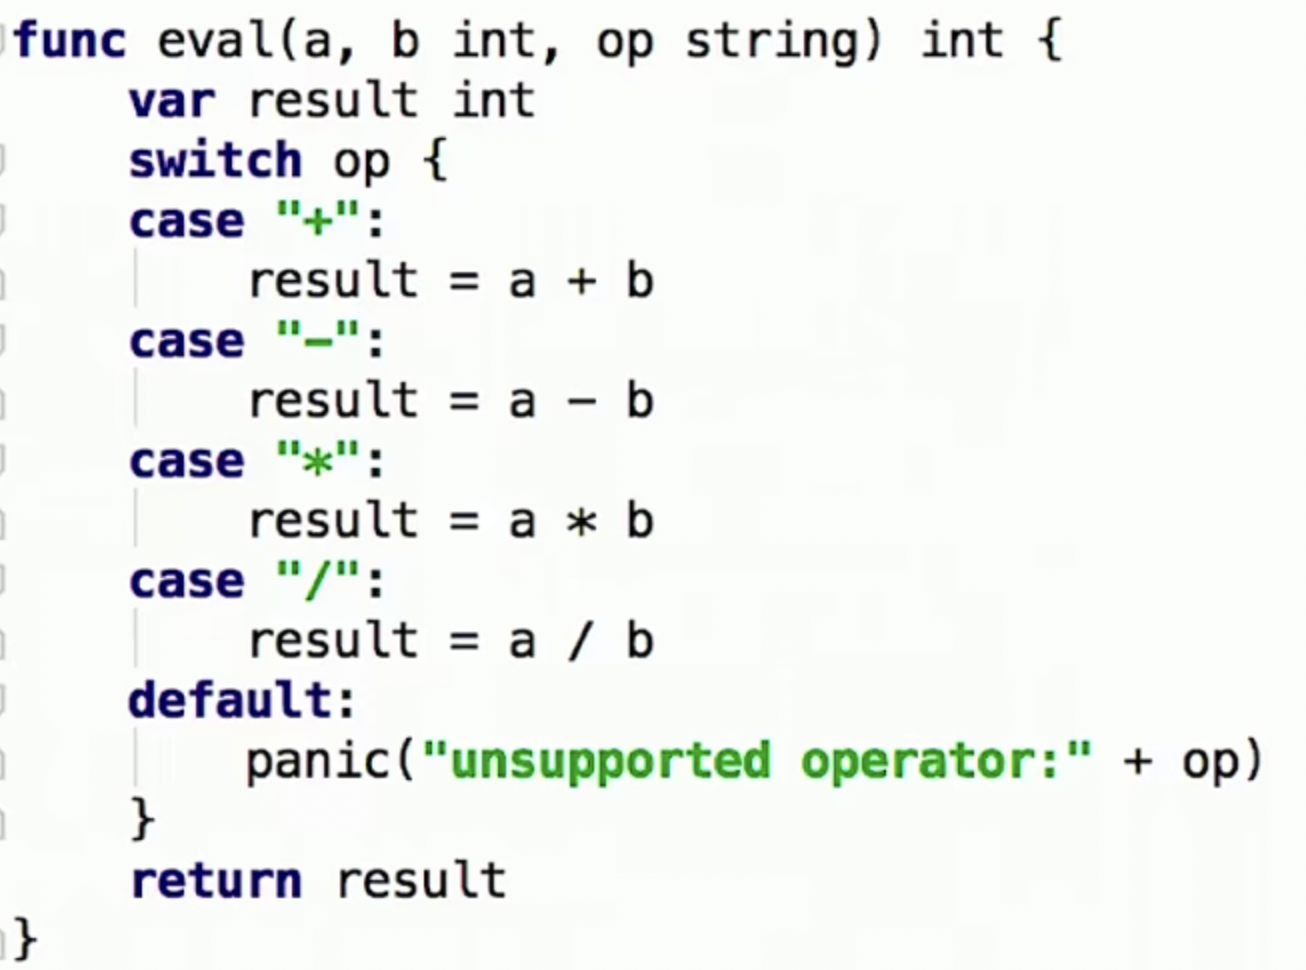 func eval(a, b int, op string) int {
    var result int
    switch op {
    case "+":
        result = a + b
    case "-":
        result = a - b
    case "*":
        result = a * b
    case "/":
        result = a / b
    default:
        panic("unsupported operator:" + op)
    }
    return result
}